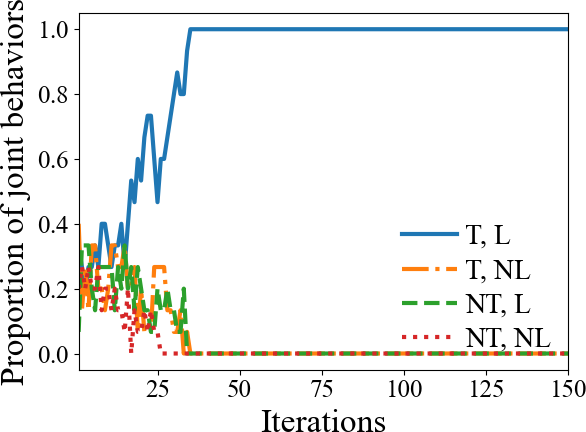 Proportion of joint behaviors
1.0
0.8
0.6
0.4
0.2
0.0
T, L
T, NL
NT, L
NT, NL
25 50 75 100 125 150
Iterations